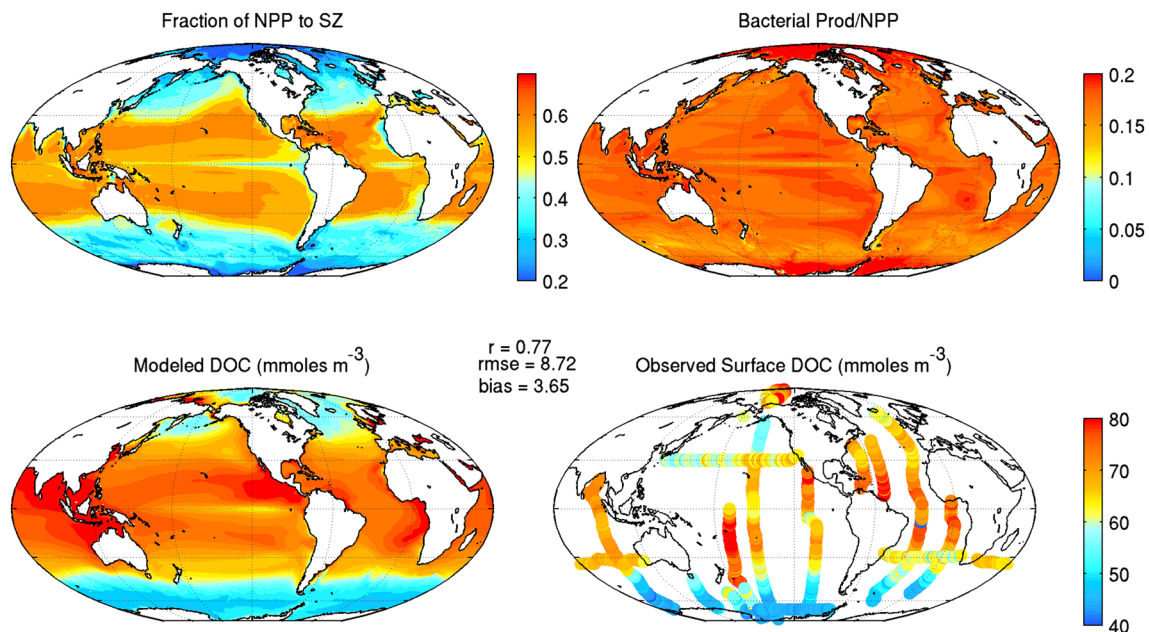 Fraction of NPP to SZ
Bacterial Prod/NPP
0.6
0.5
0.4
0.3
0.2
0.2
0.15
0.1
0.05
0
Modeled DOC (mmoles m⁻³)
r = 0.77
rmse = 8.72
bias = 3.65
Observed Surface DOC (mmoles m⁻³)
80
70
60
50
40